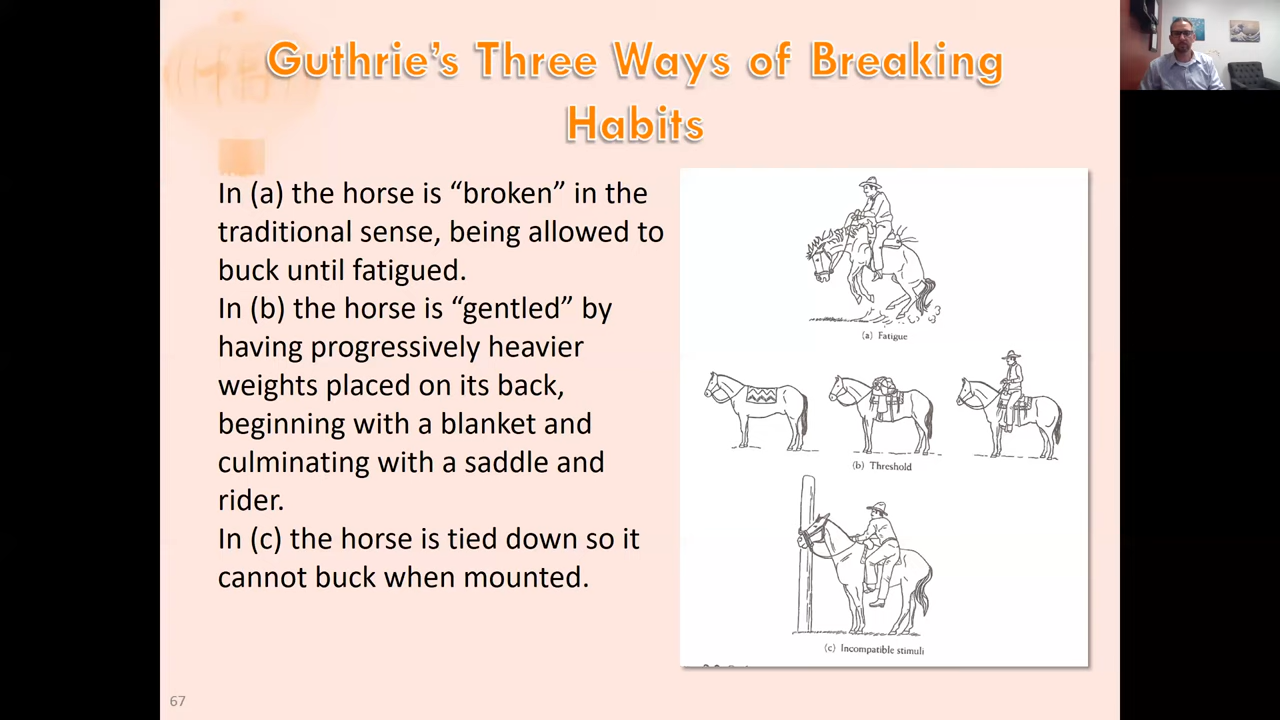 Guthrie’s Three Ways of Breaking
Habits
In (a) the horse is “broken” in the
traditional sense, being allowed to
buck until fatigued.
In (b) the horse is “gentled” by
having progressively heavier
weights placed on its back,
beginning with a blanket and
culminating with a saddle and
rider.
In (c) the horse is tied down so it
cannot buck when mounted.
(a) Fatigue
(b) Threshold
(c) Incompatible stimuli
67